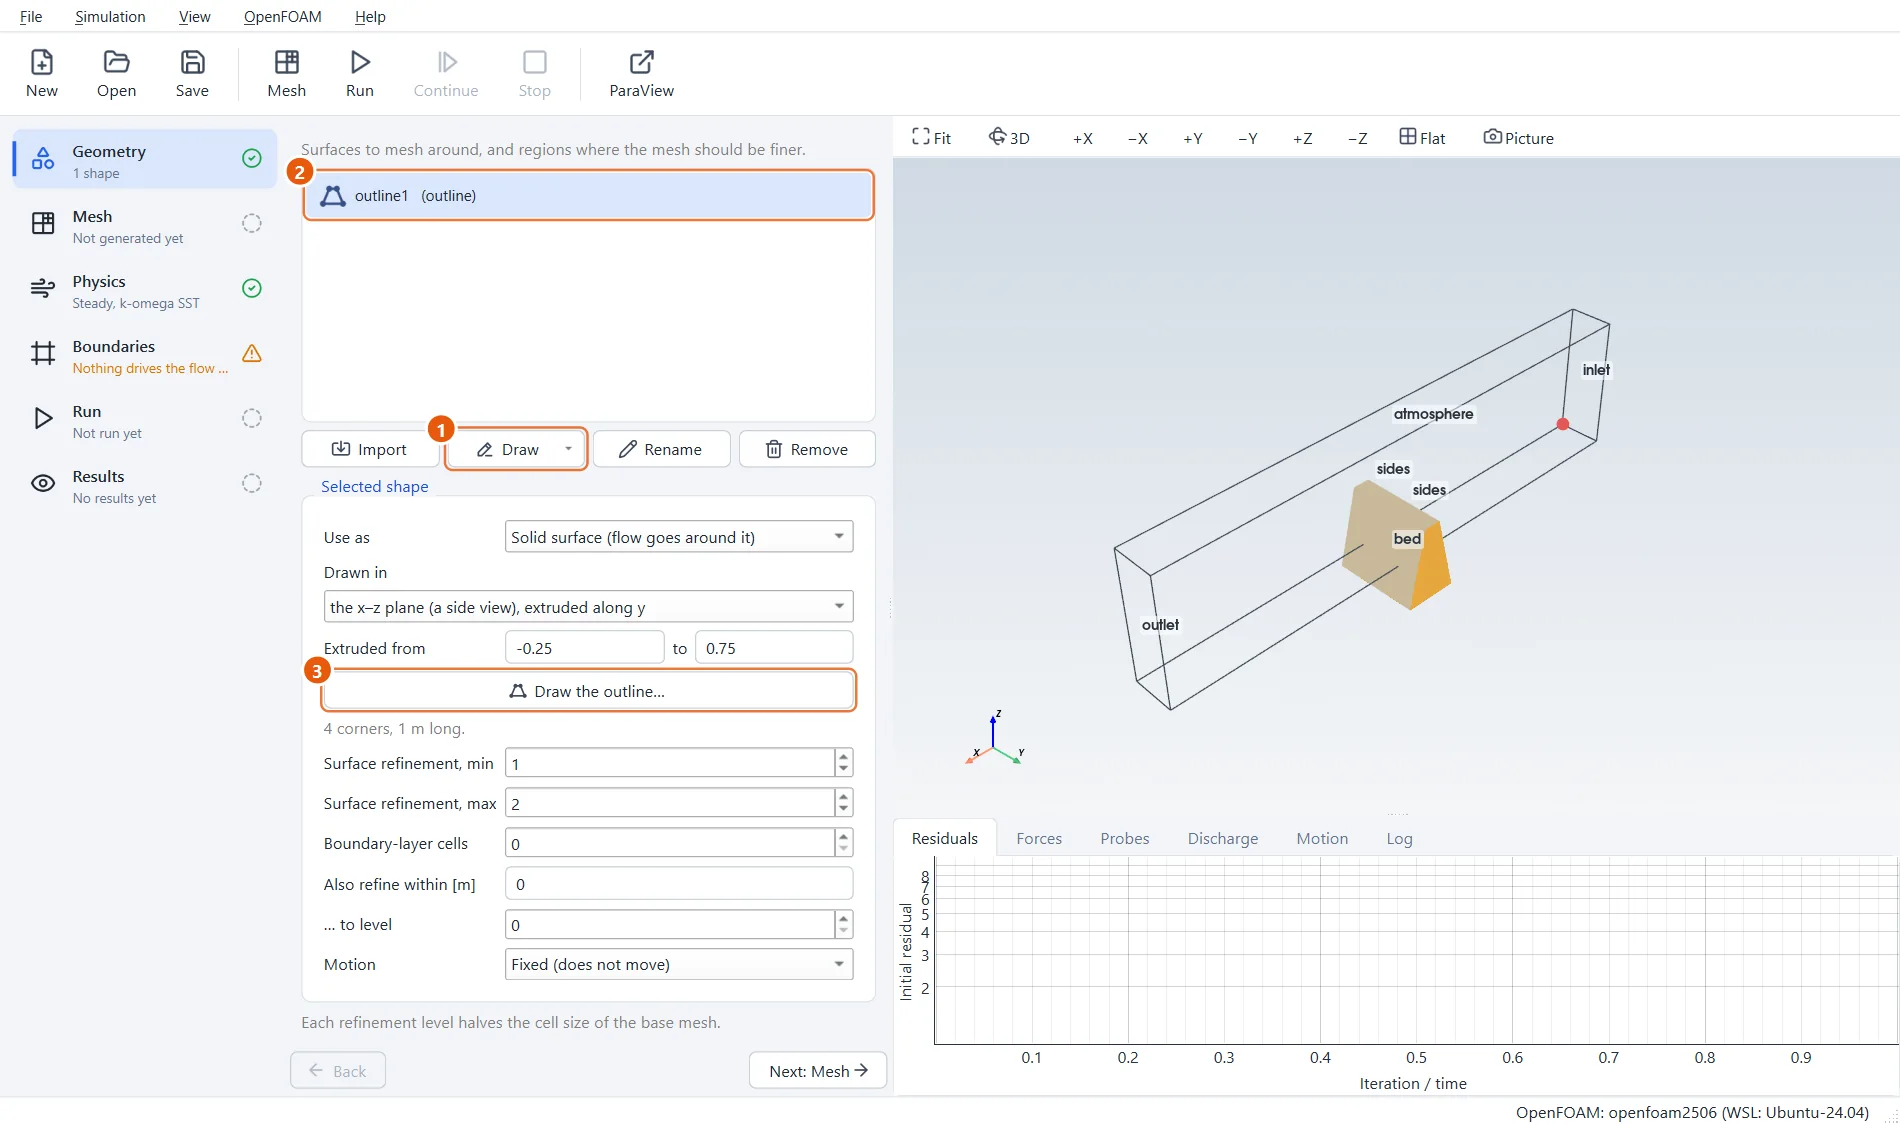 File Simulation View OpenFOAM Help
New Open Save Mesh Run Continue Stop ParaView
Geometry
1 shape
Mesh
Not generated yet
Physics
Steady, k-omega SST
Boundaries
Nothing drives the flow ...
Run
Not run yet
Results
No results yet
Surfaces to mesh around, and regions where the mesh should be finer.
2
outline1 (outline)
1
Import Draw Rename Remove
Selected shape
Use as Solid surface (flow goes around it)
Drawn in
the x–z plane (a side view), extruded along y
Extruded from -0.25 to 0.75
3
Draw the outline...
4 corners, 1 m long.
Surface refinement, min 1
Surface refinement, max 2
Boundary-layer cells 0
Also refine within [m] 0
... to level 0
Motion Fixed (does not move)
Each refinement level halves the cell size of the base mesh.
Back Next: Mesh
Fit 3D +X −X +Y −Y +Z −Z Flat Picture
inlet
atmosphere
sides
sides
bed
outlet
Z
X Y
Residuals Forces Probes Discharge Motion Log
8
7
6
5
4
3
2
Initial residual
0.1 0.2 0.3 0.4 0.5 0.6 0.7 0.8 0.9
Iteration / time
OpenFOAM: openfoam2506 (WSL: Ubuntu-24.04)